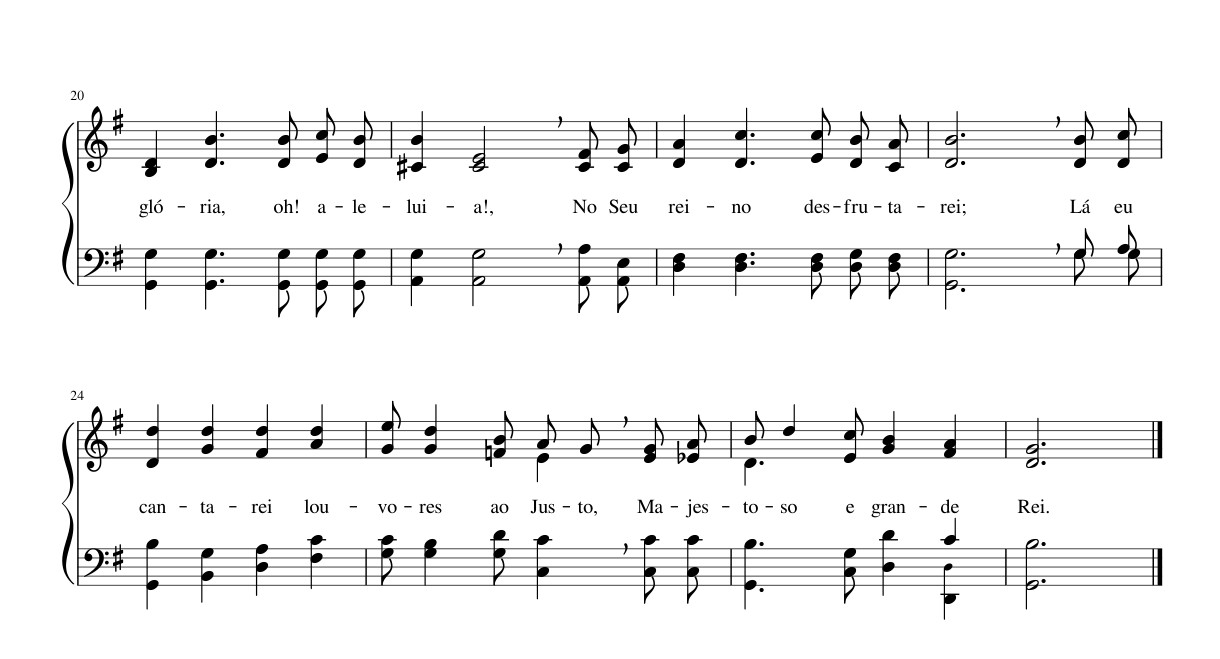 20
gló - ria, oh! a - le - lui - a!, No Seu rei - no des - fru - ta - rei; Lá eu
24
can - ta - rei lou - vo - res ao Jus - to, Ma - jes - to - so e gran - de Rei.